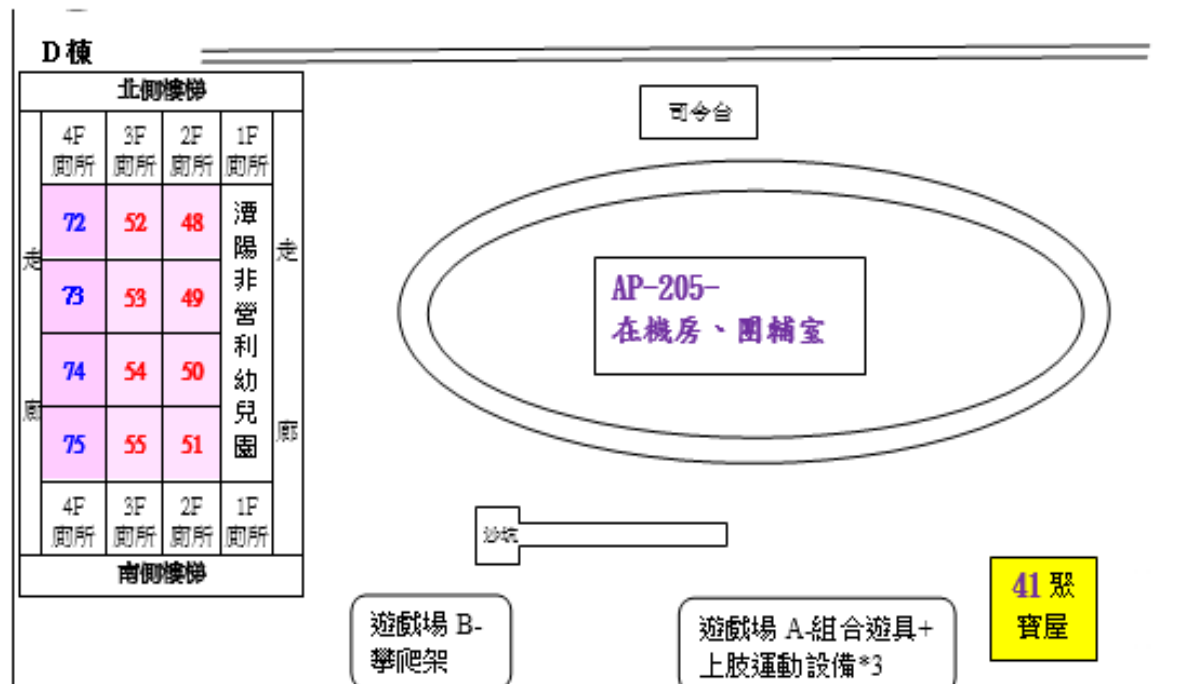 D棟
北側樓梯
司令台
4F 3F 2F 1F
廁所 廁所 廁所 廁所
72 52 48
73 53 49
74 54 50
75 55 51
潭陽非營利幼兒園
走廊
走廊
AP-205-
在機房、團輔室
4F 3F 2F 1F
廁所 廁所 廁所 廁所
南側樓梯
沙坑
遊戲場 B-
攀爬架
遊戲場 A-組合遊具+
上肢運動設備*3
41 聚
寶屋